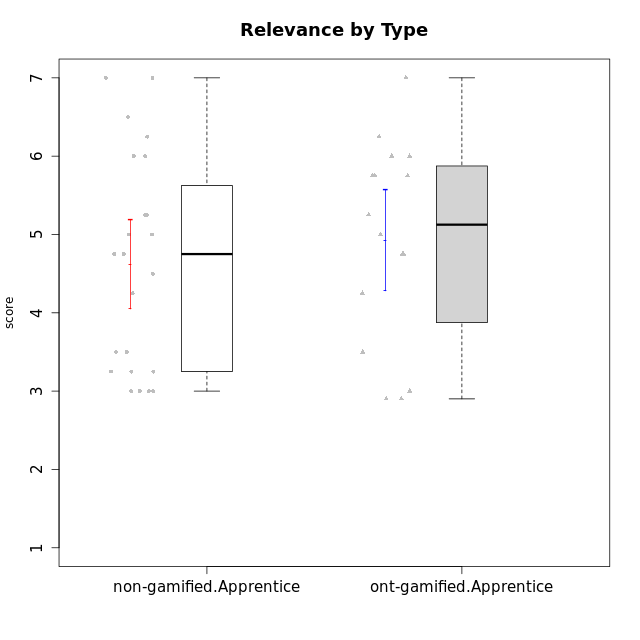 Relevance by Type
score
7
6
5
4
3
2
1
non-gamified.Apprentice
ont-gamified.Apprentice